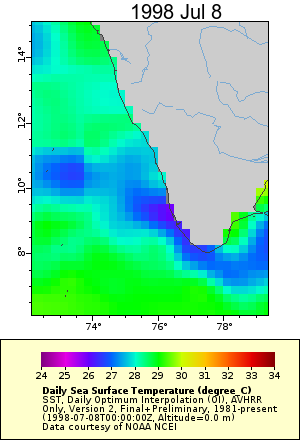 1998 Jul 8
14°
12°
10°
8°
74°
76°
78°
24 25 26 27 28 29 30 31 32 33 34
Daily Sea Surface Temperature (degree_C)
SST, Daily Optimum Interpolation (OI), AVHRR
Only, Version 2, Final+Preliminary, 1981-present
(1998-07-08T00:00:00Z, Altitude=0.0 m)
Data courtesy of NOAA NCEI